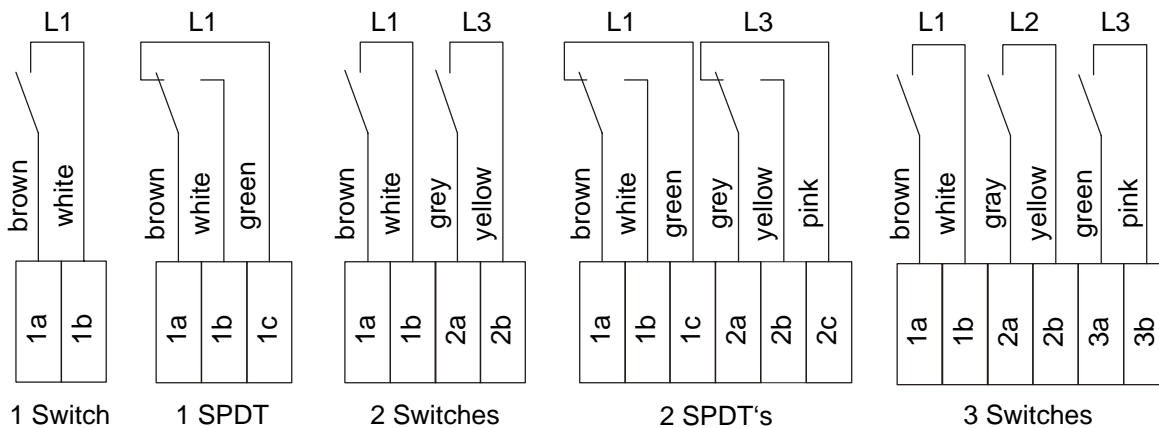 L1 L1 L1 L3 L1 L3 L1 L2 L3
brown white brown white green brown white grey yellow brown white green grey yellow pink brown white gray yellow green pink
1a 1b 1a 1b 1c 1a 1b 2a 2b 1a 1b 1c 2a 2b 2c 1a 1b 2a 2b 3a 3b
1 Switch 1 SPDT 2 Switches 2 SPDT‘s 3 Switches